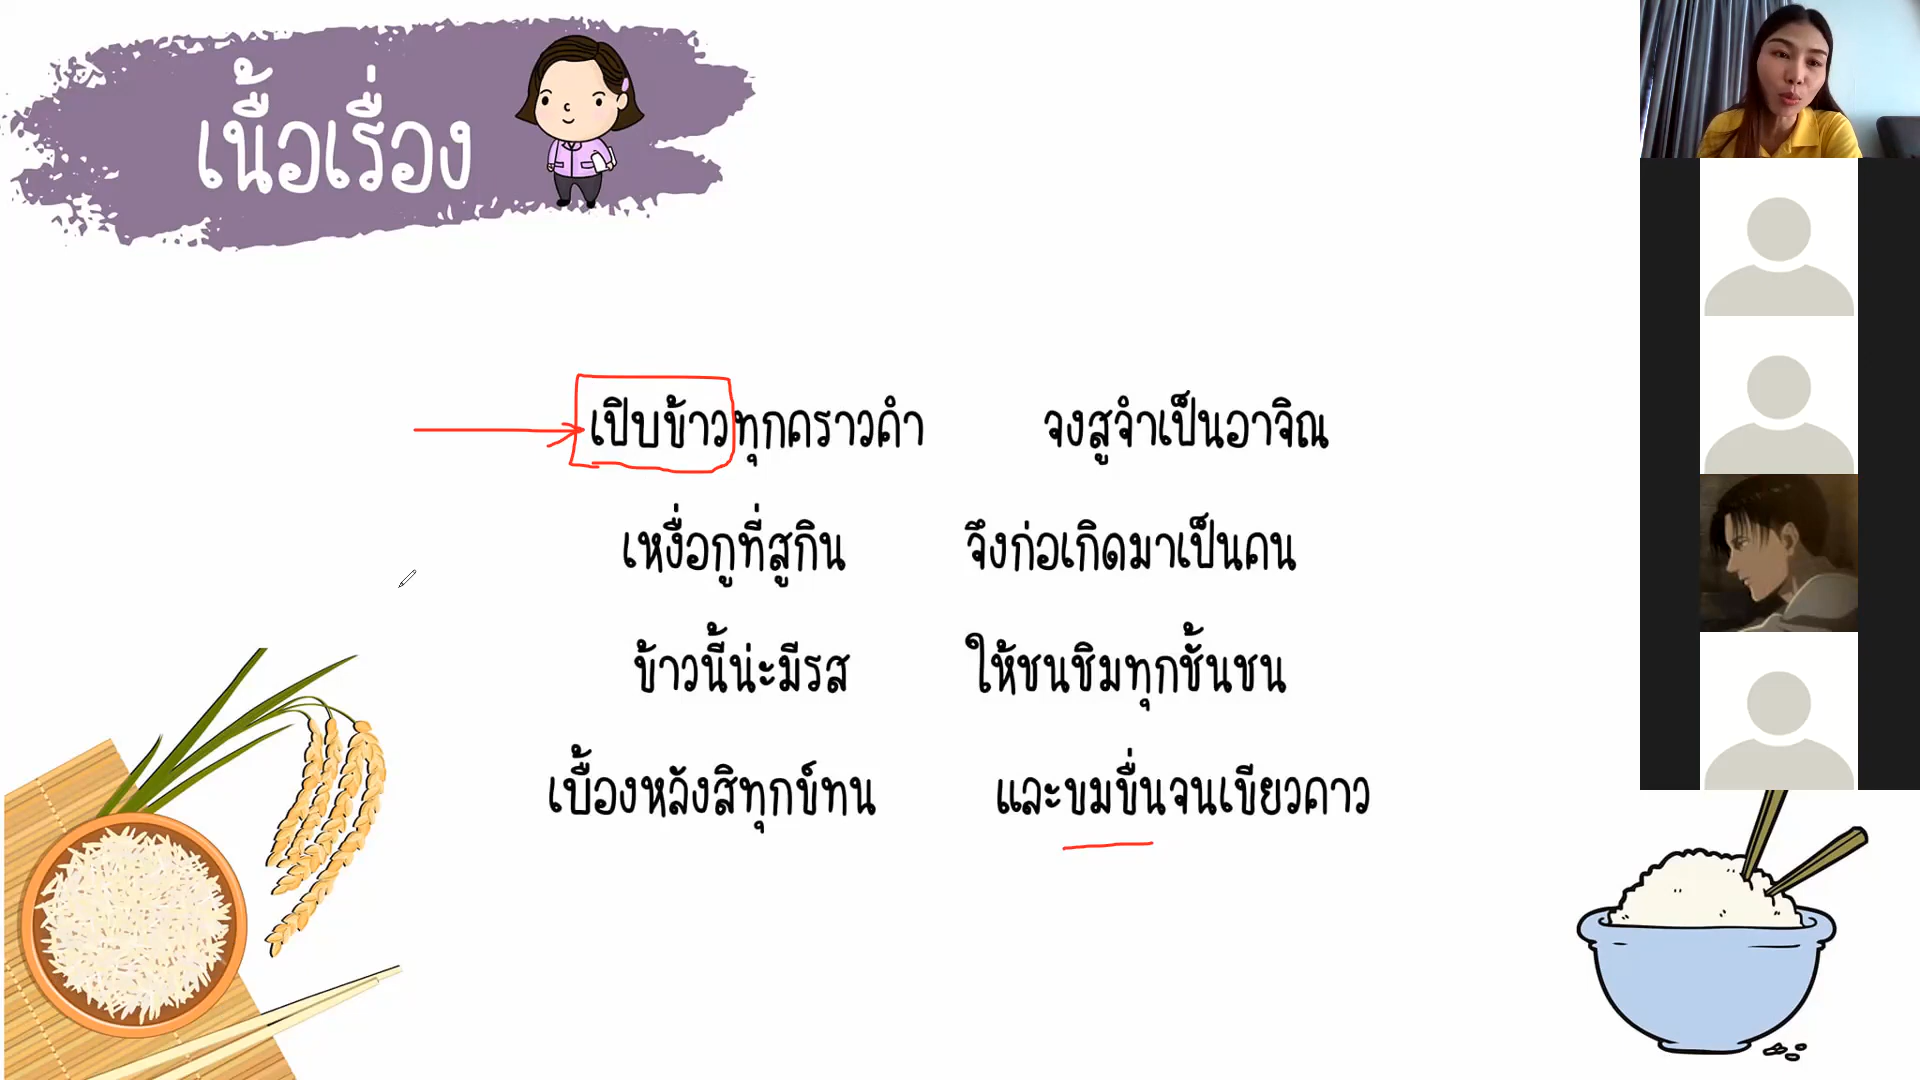 เนื้อเรื่อง
เปิบข้าวทุกคราวคำ จงสูจำเป็นอาจิณ
เหงื่อกูที่สูกิน จึงก่อเกิดมาเป็นคน
ข้าวนี้น่ะมีรส ให้ชนชิมทุกชั้นชน
เบื้องหลังสิทุกข์ทน และขมขื่นจนเขียวคาว